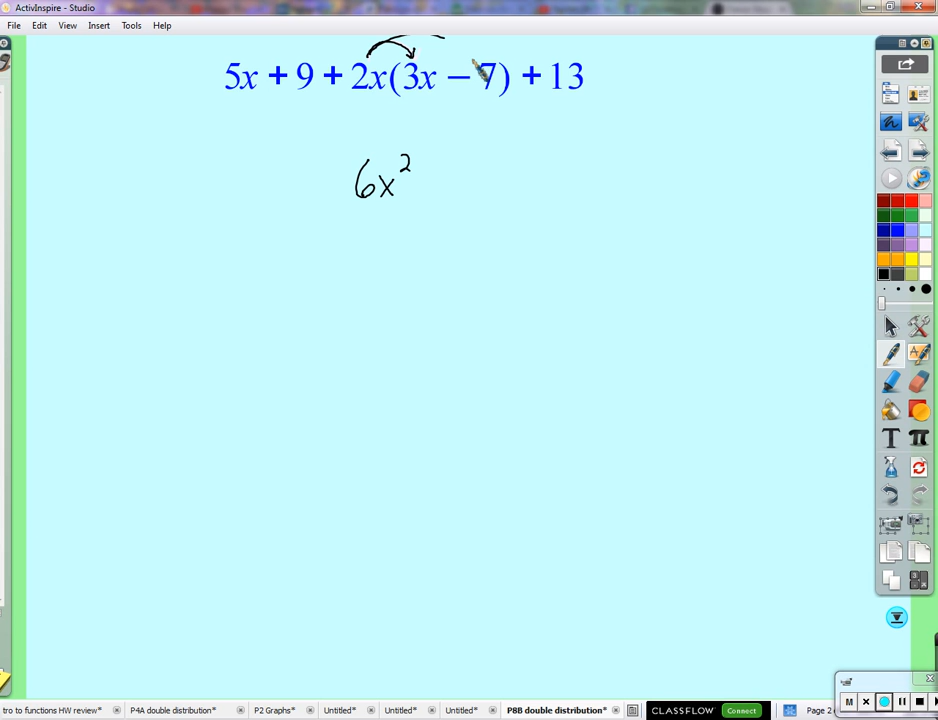 ActivInspire - Studio
File Edit View Insert Tools Help
5x + 9 + 2x(3x − 7) + 13
6x²
tro to functions HW review* P4A double distribution* P2 Graphs* Untitled* Untitled* Untitled* P8B double distribution* CLASSFLOW Connect Page 2
M